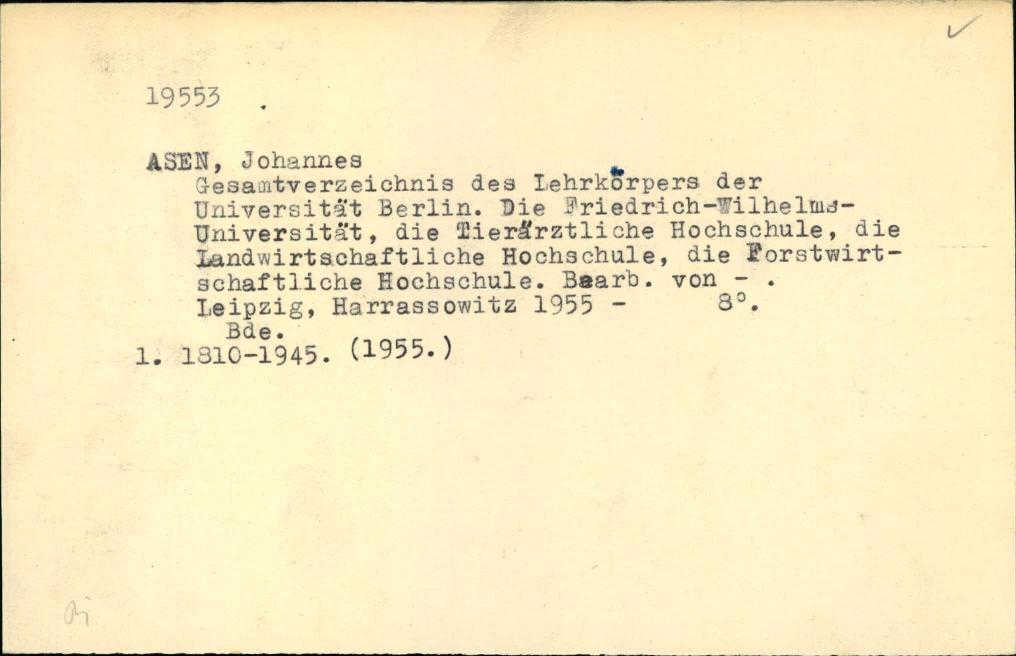 19553 .
ASEN, Johannes
Gesamtverzeichnis des Lehrkörpers der
Universität Berlin. Die Friedrich-Wilhelms-
Universität, die Tierärztliche Hochschule, die
Landwirtschaftliche Hochschule, die Forstwirt-
schaftliche Hochschule. Bearb. von - .
Leipzig, Harrassowitz 1955 - 8°.
Bde.
1. 1810-1945. (1955.)